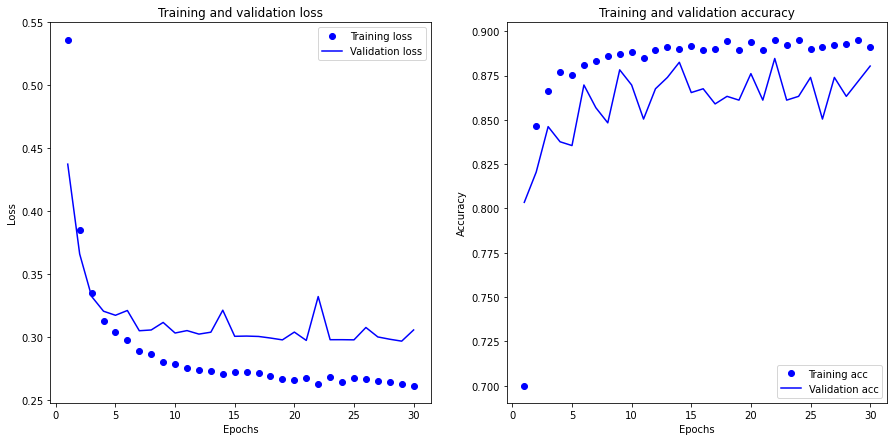 Training and validation loss
0.55
0.50
0.45
0.40
0.35
0.30
0.25
Loss
0 5 10 15 20 25 30
Epochs
Training loss
Validation loss
Training and validation accuracy
0.900
0.875
0.850
0.825
0.800
0.775
0.750
0.725
0.700
Accuracy
0 5 10 15 20 25 30
Epochs
Training acc
Validation acc